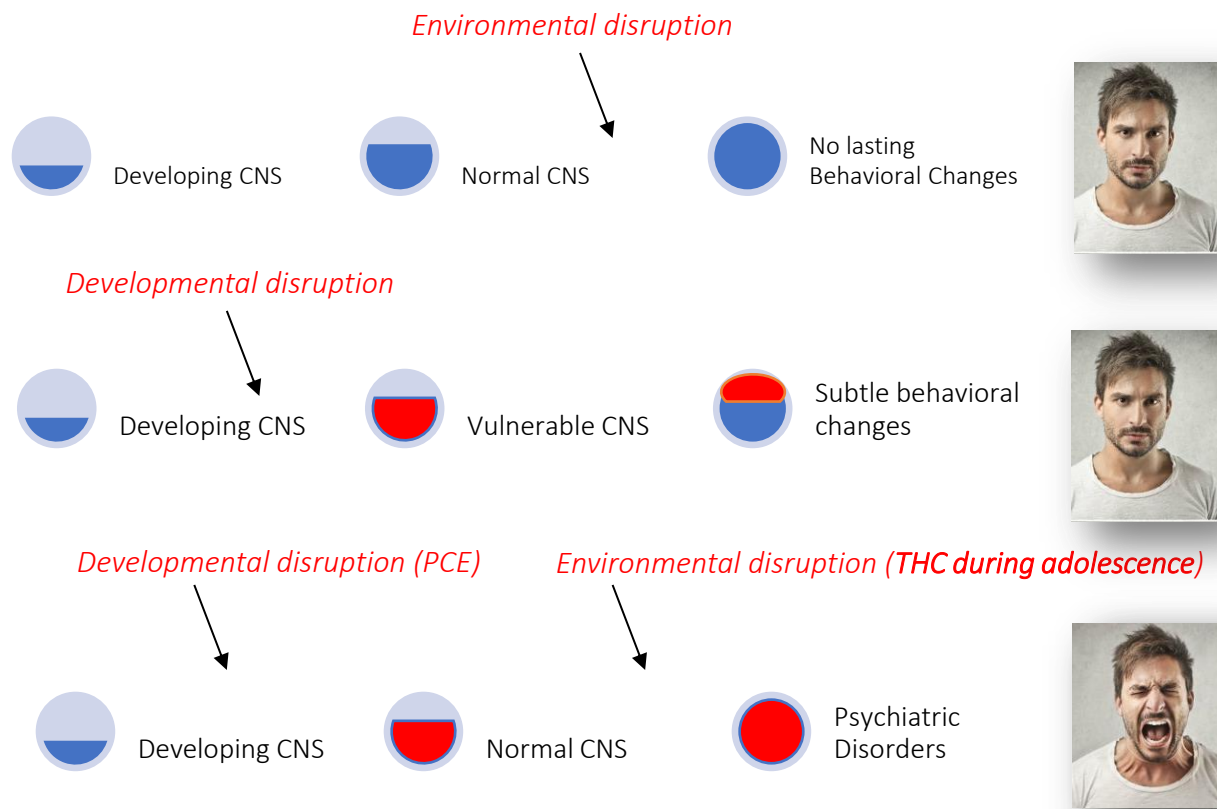 Environmental disruption
Developing CNS
Normal CNS
No lasting
Behavioral Changes
Developmental disruption
Developing CNS
Vulnerable CNS
Subtle behavioral
changes
Developmental disruption (PCE)
Environmental disruption (THC during adolescence)
Developing CNS
Normal CNS
Psychiatric
Disorders